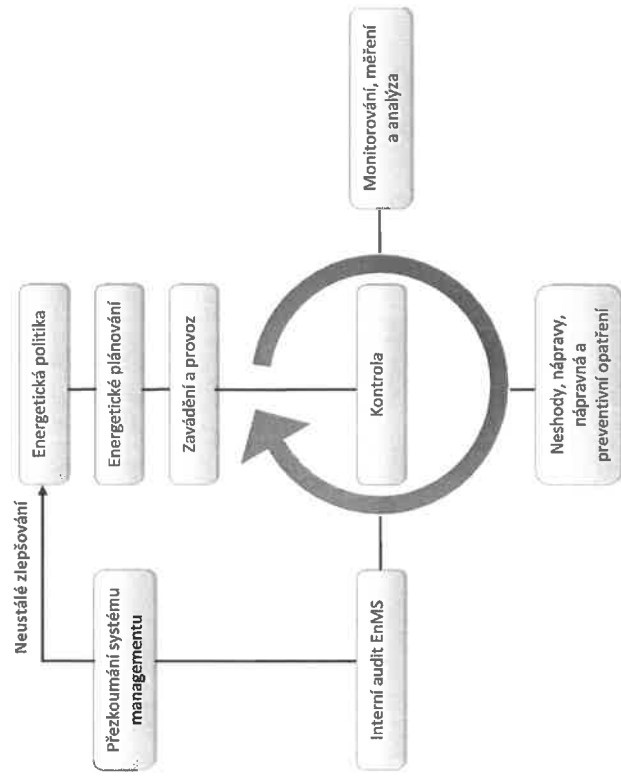 Neustálé zlepšování
Energetická politika
Energetické plánování
Přezkoumání systému
managementu
Zavádění a provoz
Kontrola
Monitorování, měření
a analýza
Interní audit EnMS
Neshody, nápravy,
nápravná a
preventivní opatření